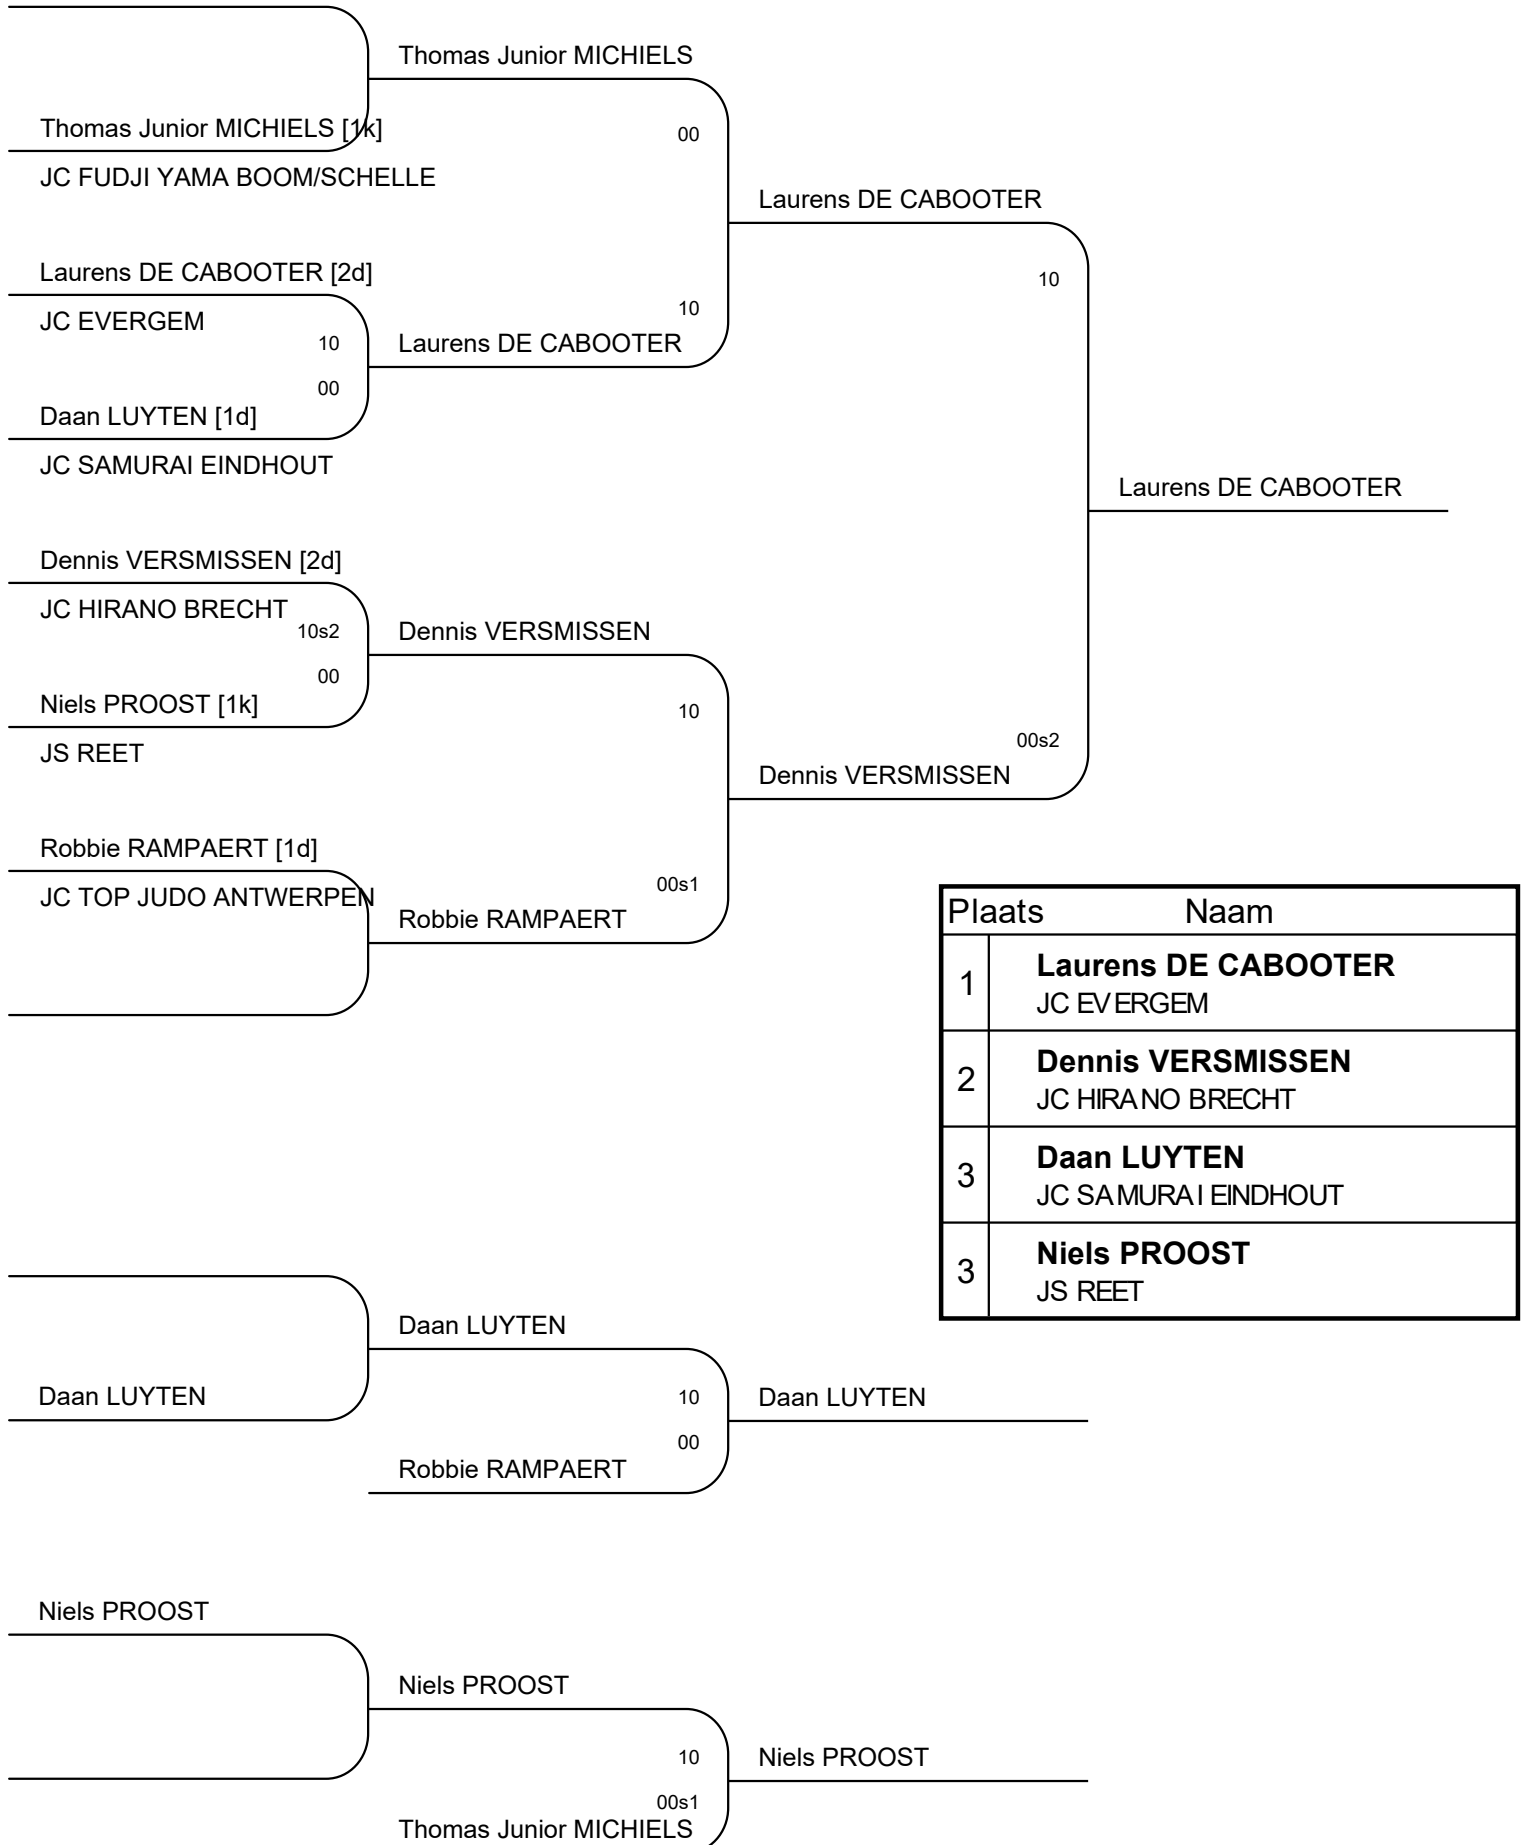 Thomas Junior MICHIELS
Thomas Junior MICHIELS [1k]
00
JC FUDJI YAMA BOOM/SCHELLE
Laurens DE CABOOTER
Laurens DE CABOOTER [2d]
10
10
JC EVERGEM
10
Laurens DE CABOOTER
00
Daan LUYTEN [1d]
JC SAMURAI EINDHOUT
Laurens DE CABOOTER
Dennis VERSMISSEN [2d]
JC HIRANO BRECHT
10s2
Dennis VERSMISSEN
00
Niels PROOST [1k]
10
JS REET
00s2
Dennis VERSMISSEN
Robbie RAMPAERT [1d]
00s1
JC TOP JUDO ANTWERPEN
Robbie RAMPAERT
Plaats Naam
1 Laurens DE CABOOTER
JC EVERGEM
2 Dennis VERSMISSEN
JC HIRANO BRECHT
3 Daan LUYTEN
JC SAMURAI EINDHOUT
3 Niels PROOST
JS REET
Daan LUYTEN
Daan LUYTEN
10
Daan LUYTEN
00
Robbie RAMPAERT
Niels PROOST
Niels PROOST
10
Niels PROOST
00s1
Thomas Junior MICHIELS